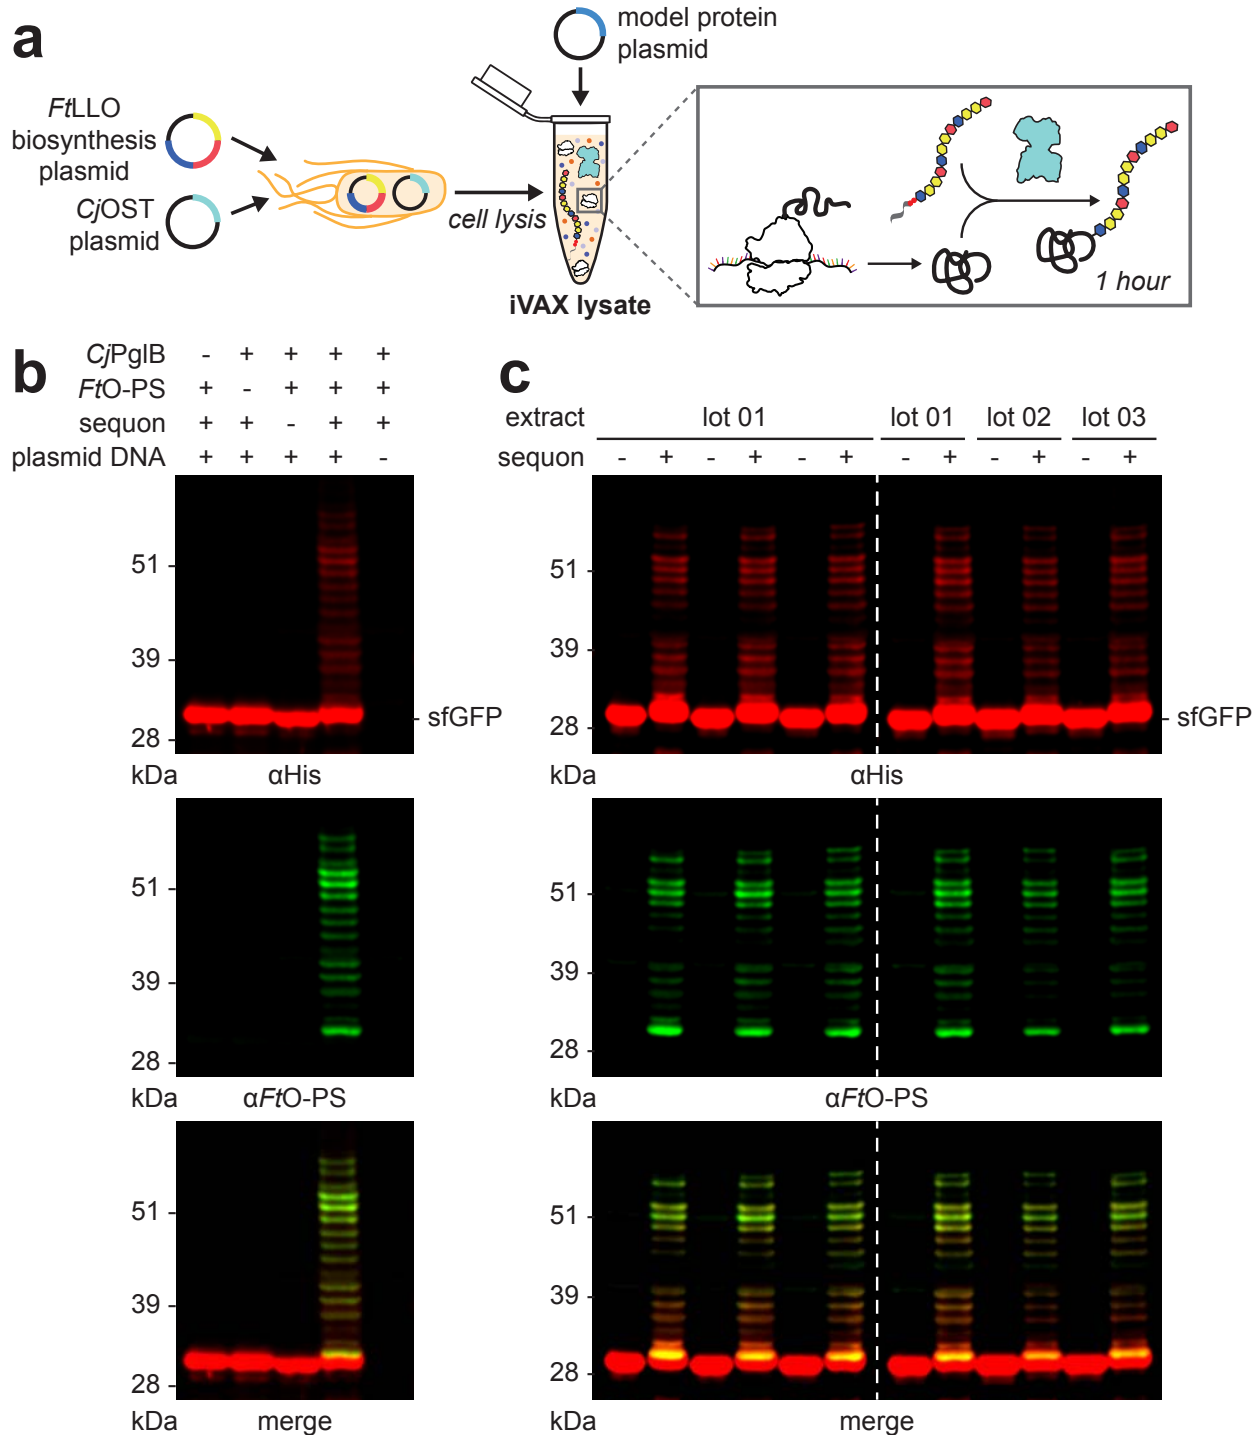 a
model protein
plasmid
FtLLO
biosynthesis
plasmid
CjOST
plasmid
cell lysis
iVAX lysate
1 hour
b
CjPglB - + + + +
FtO-PS + - + + +
sequon + + - + +
plasmid DNA + + + + -
51
39
28
kDa
- sfGFP
αHis
51
39
28
kDa
αFtO-PS
51
39
28
kDa
merge
c
extract lot 01 lot 01 lot 02 lot 03
sequon - + - + - + - + - + - +
51
39
28
kDa
- sfGFP
αHis
51
39
28
kDa
αFtO-PS
51
39
28
kDa
merge